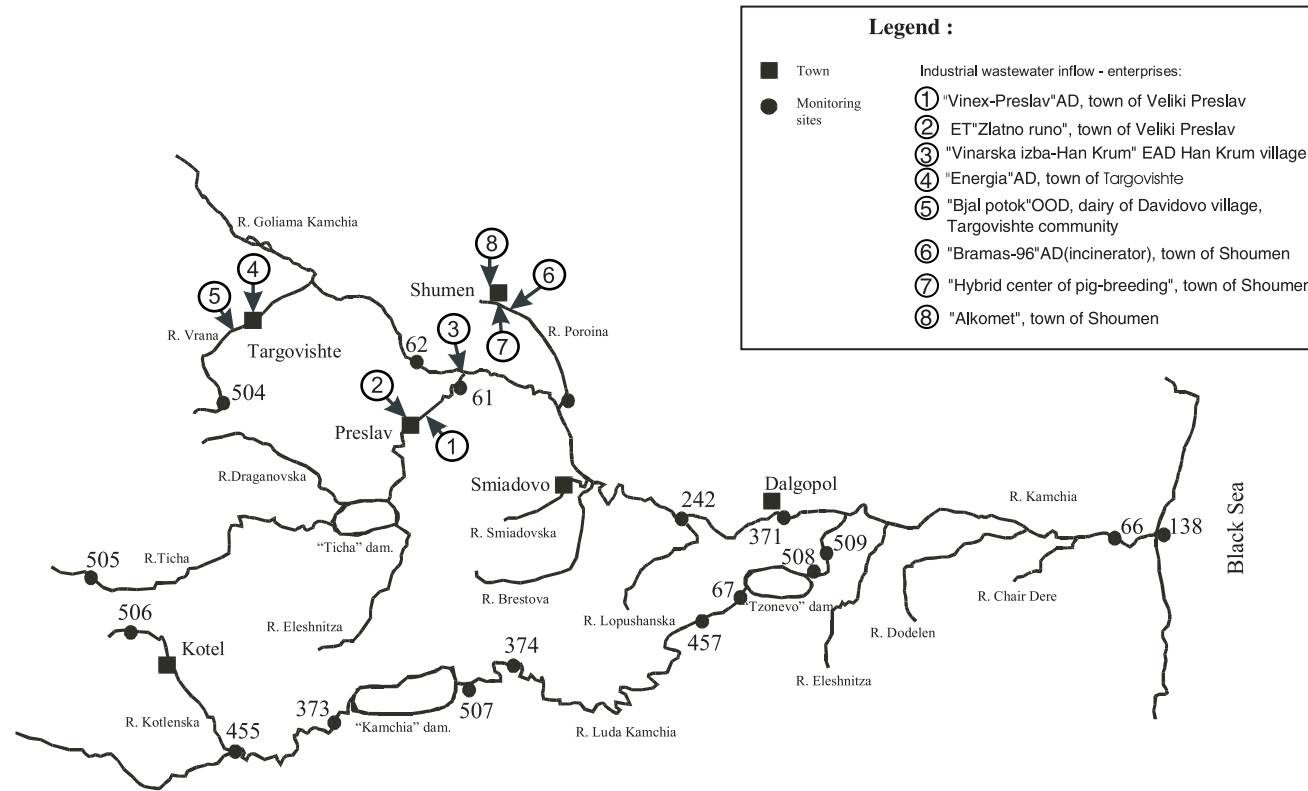 Legend :
Town
Monitoring
sites
Industrial wastewater inflow - enterprises:
1 "Vinex-Preslav"AD, town of Veliki Preslav
2 ET"Zlatno runo", town of Veliki Preslav
3 "Vinarska izba-Han Krum" EAD Han Krum village
4 "Energia"AD, town of Targovishte
5 "Bjal potok"OOD, dairy of Davidovo village,
Targovishte community
6 "Bramas-96"AD(incinerator), town of Shoumen
7 "Hybrid center of pig-breeding", town of Shoumen
8 "Alkomet", town of Shoumen
R. Goliama Kamchia
8
4
6
Shumen
5
R. Vrana
3
R. Poroina
Targovishte
62
7
504
2
61
Preslav
1
R.Draganovska
Smiadovo
Dalgopol
242
R. Kamchia
R. Smiadovska
371
66
138
Black Sea
"Ticha" dam.
R.Ticha
505
509
508
67
"Tzonevo" dam
R. Chair Dere
R. Brestova
506
R. Eleshnitza
R. Lopushanska
R. Dodelen
457
Kotel
374
R. Eleshnitza
373
507
R. Kotlenska
"Kamchia" dam.
R. Luda Kamchia
455